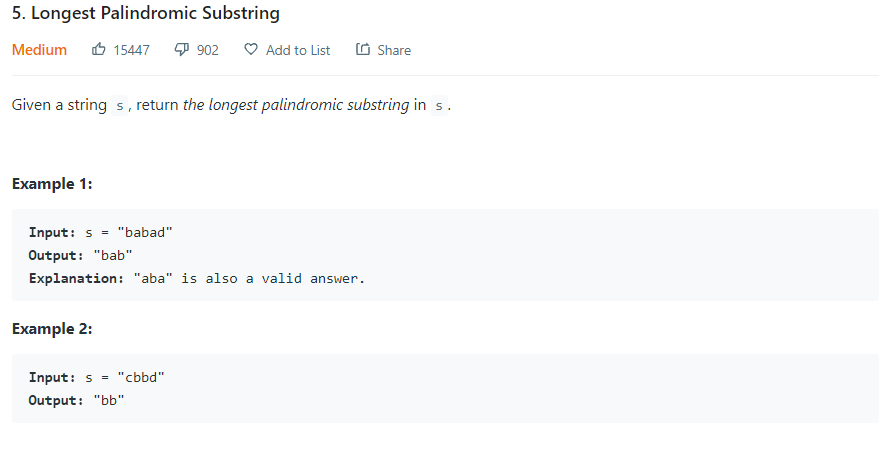 5. Longest Palindromic Substring
Medium 15447 902 Add to List Share
Given a string s, return the longest palindromic substring in s.
Example 1:
Input: s = "babad"
Output: "bab"
Explanation: "aba" is also a valid answer.
Example 2:
Input: s = "cbbd"
Output: "bb"